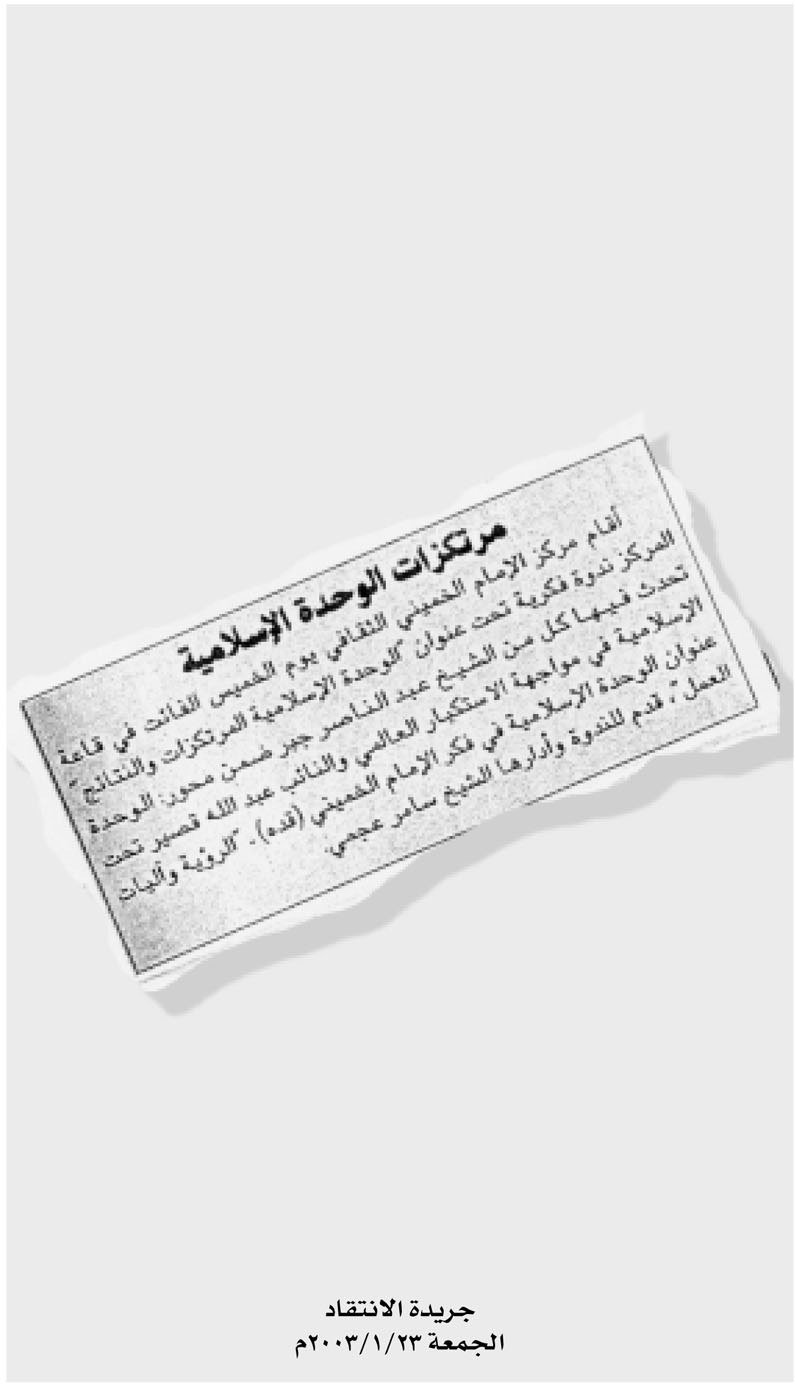 مرتكزات الوحدة الإسلامية
أقام مركز الإمام الخميني الثقافي يوم الخميس الفائت في قاعة
المركز ندوة فكرية تحت عنوان "الوحدة الإسلامية المرتكزات والنتائج"
تحدث فيها كل من الشيخ عبد الناصر جبر ضمن محور: الوحدة
الإسلامية في مواجهة الاستكبار العالمي والنائب عبد الله قصير تحت
عنوان الوحدة الإسلامية في فكر الإمام الخميني (قده). "الرؤية وآليات
العمل"، قدم للندوة وأدارها الشيخ سامر عجمي.
جريدة الانتقاد
الجمعة ٢٠٠٣/١/٢٣م